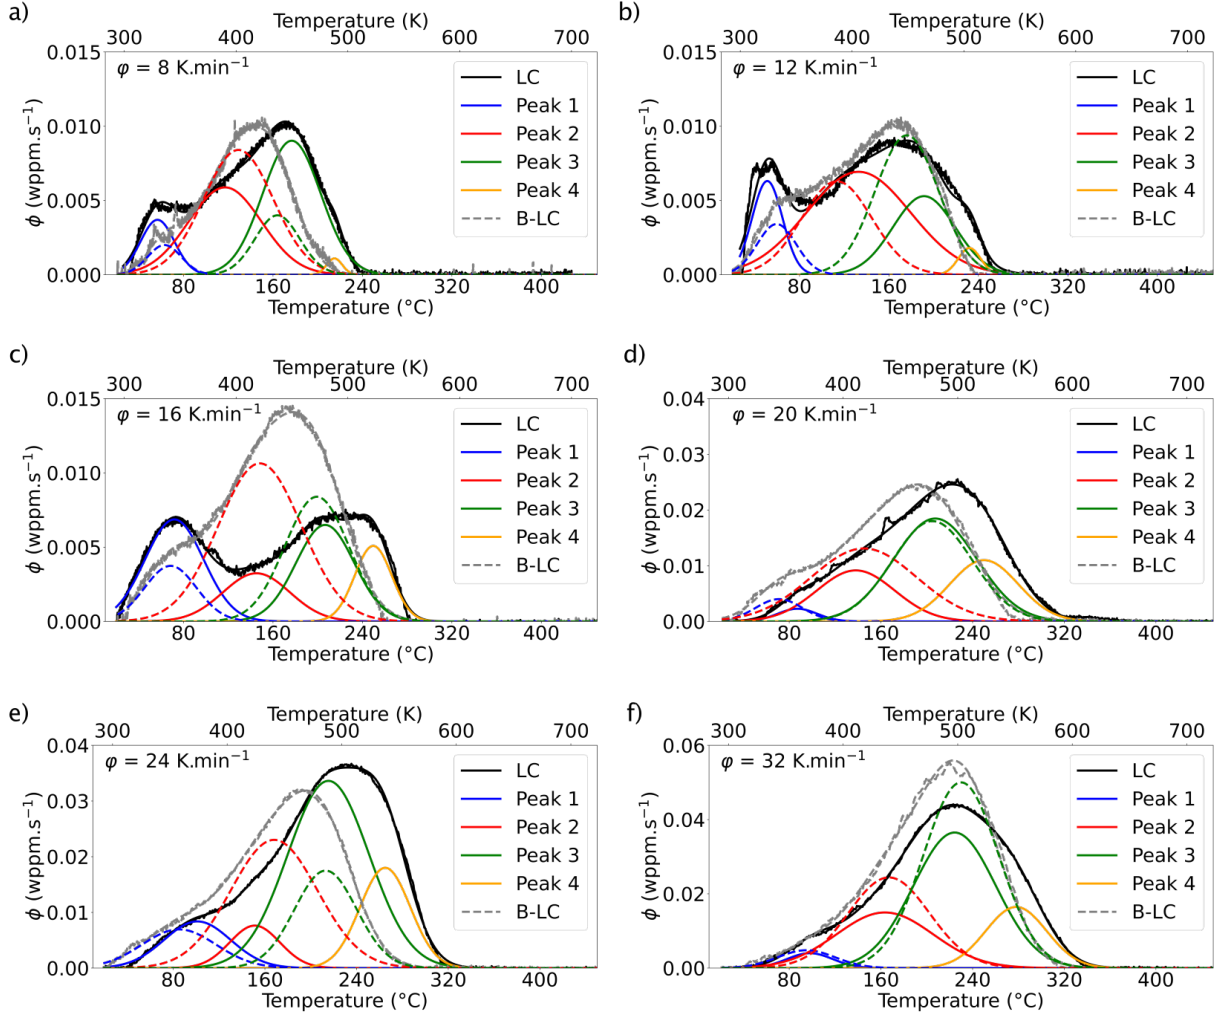 a)
Temperature (K)
300 400 500 600 700
0.015
0.010
0.005
0.000
ϕ (wppm.s⁻¹)
φ = 8 K.min⁻¹
LC
Peak 1
Peak 2
Peak 3
Peak 4
B-LC
80 160 240 320 400
Temperature (°C)
b)
Temperature (K)
300 400 500 600 700
0.015
0.010
0.005
0.000
ϕ (wppm.s⁻¹)
φ = 12 K.min⁻¹
LC
Peak 1
Peak 2
Peak 3
Peak 4
B-LC
80 160 240 320 400
Temperature (°C)
c)
Temperature (K)
300 400 500 600 700
0.015
0.010
0.005
0.000
ϕ (wppm.s⁻¹)
φ = 16 K.min⁻¹
LC
Peak 1
Peak 2
Peak 3
Peak 4
B-LC
80 160 240 320 400
Temperature (°C)
d)
Temperature (K)
300 400 500 600 700
0.04
0.03
0.02
0.01
0.00
ϕ (wppm.s⁻¹)
φ = 20 K.min⁻¹
LC
Peak 1
Peak 2
Peak 3
Peak 4
B-LC
80 160 240 320 400
Temperature (°C)
e)
Temperature (K)
300 400 500 600 700
0.04
0.03
0.02
0.01
0.00
ϕ (wppm.s⁻¹)
φ = 24 K.min⁻¹
LC
Peak 1
Peak 2
Peak 3
Peak 4
B-LC
80 160 240 320 400
Temperature (°C)
f)
Temperature (K)
300 400 500 600 700
0.06
0.04
0.02
0.00
ϕ (wppm.s⁻¹)
φ = 32 K.min⁻¹
LC
Peak 1
Peak 2
Peak 3
Peak 4
B-LC
80 160 240 320 400
Temperature (°C)